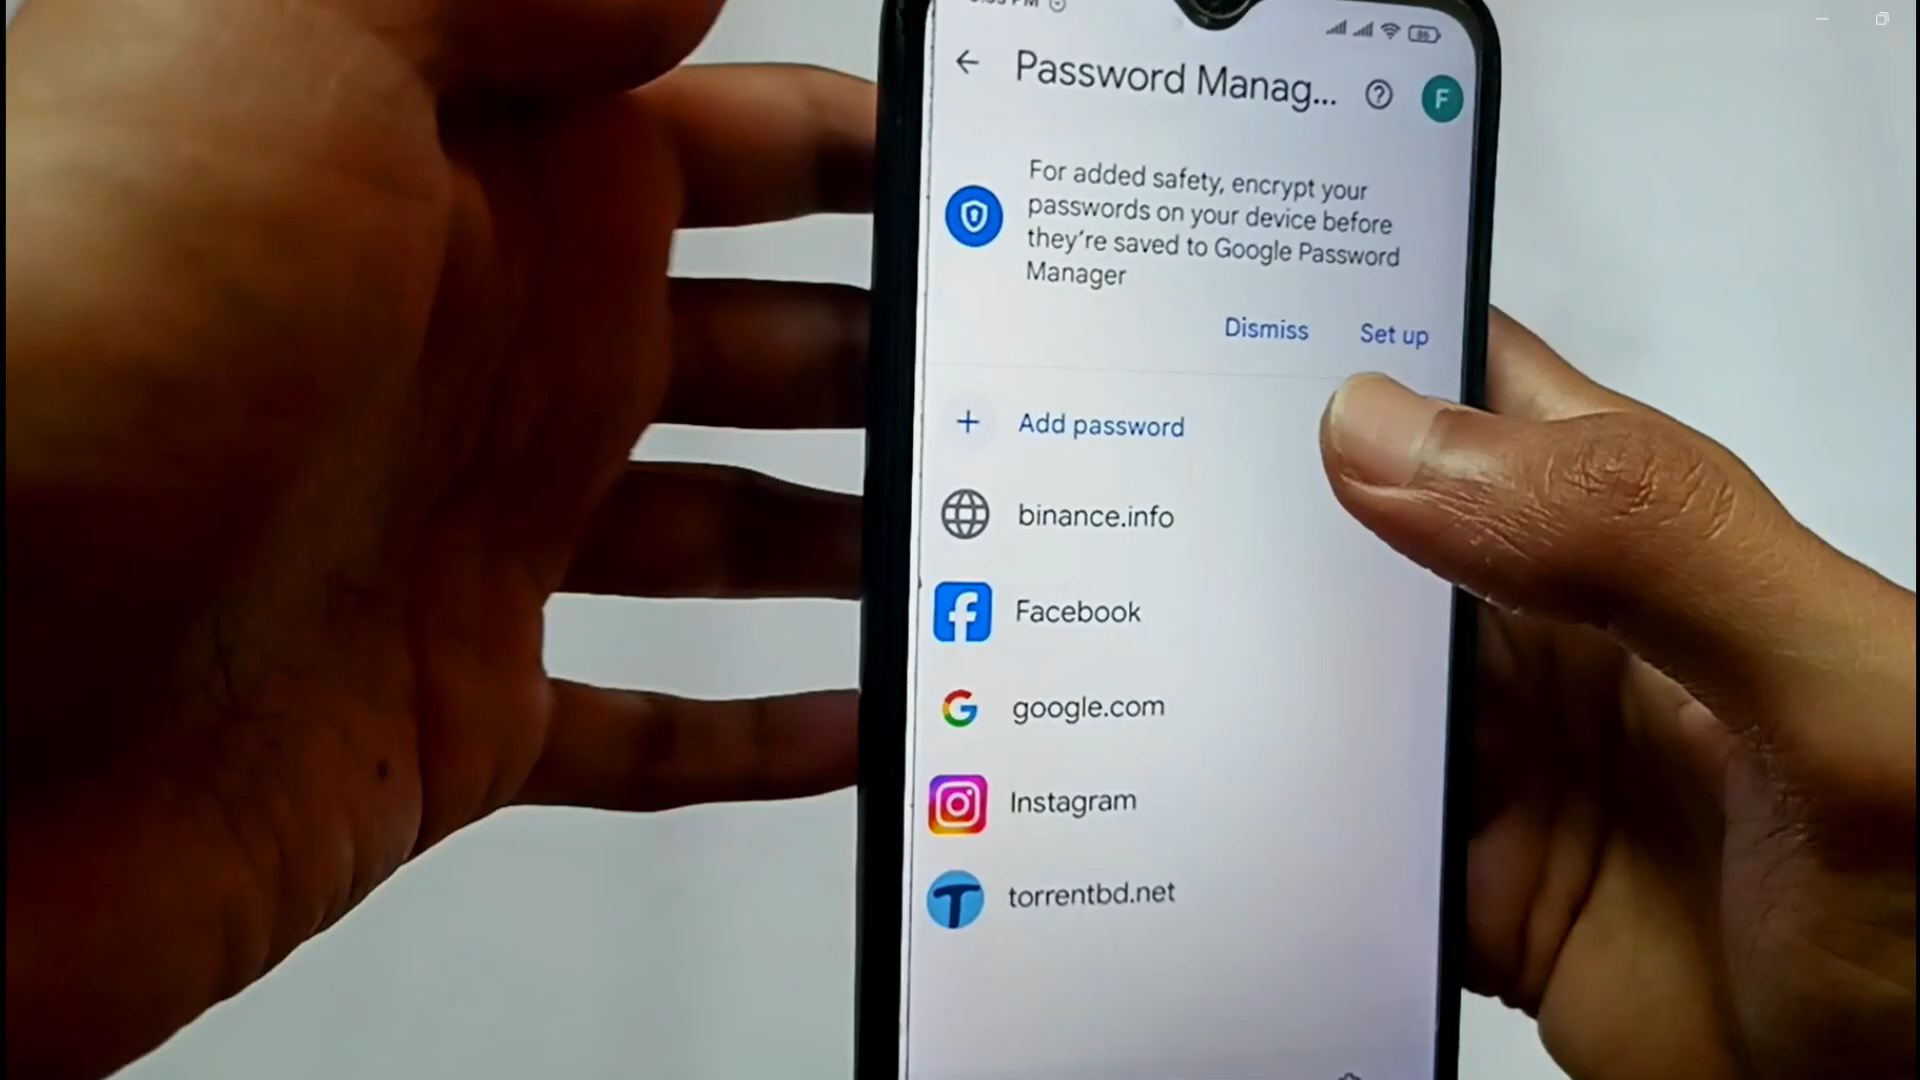 Password Manag...
F
For added safety, encrypt your
passwords on your device before
they're saved to Google Password
Manager
Dismiss Set up
+ Add password
binance.info
Facebook
google.com
Instagram
torrentbd.net